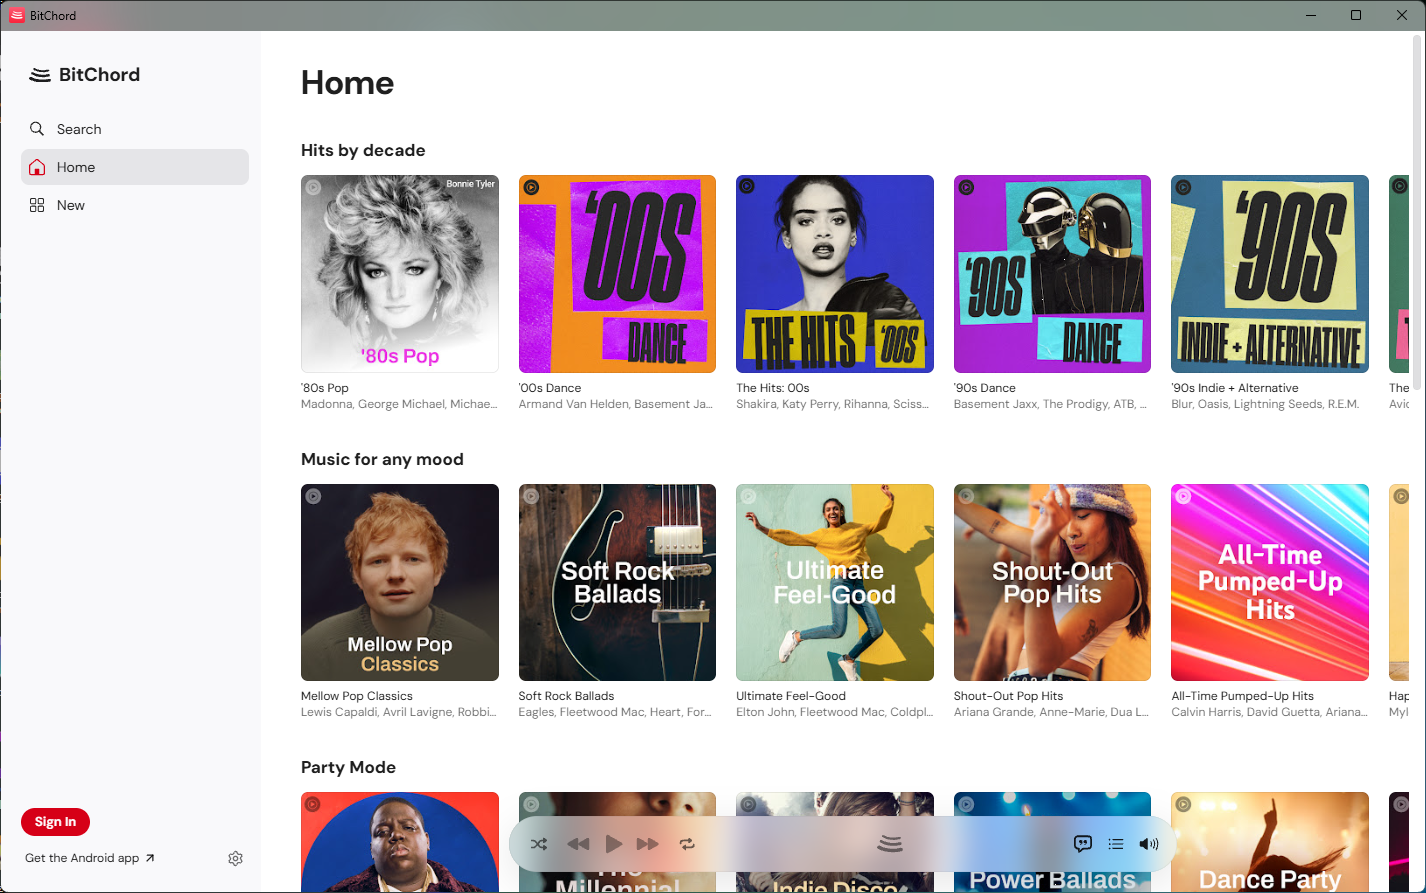 BitChord
BitChord
Search
Home
New
Home
Hits by decade
Bonnie Tyler
'80s Pop
'80s Pop
Madonna, George Michael, Michae...
'00S
DANCE
'00s Dance
Armand Van Helden, Basement Ja...
THE HITS
'00S
The Hits: 00s
Shakira, Katy Perry, Rihanna, Sciss...
'90S
DANCE
'90s Dance
Basement Jaxx, The Prodigy, ATB, ...
'90S
INDIE + ALTERNATIVE
'90s Indie + Alternative
Blur, Oasis, Lightning Seeds, R.E.M.
The
Avic
Music for any mood
Mellow Pop
Classics
Mellow Pop Classics
Lewis Capaldi, Avril Lavigne, Robbi...
Soft Rock
Ballads
Soft Rock Ballads
Eagles, Fleetwood Mac, Heart, For...
Ultimate
Feel-Good
Ultimate Feel-Good
Elton John, Fleetwood Mac, Coldpl...
Shout-Out
Pop Hits
Shout-Out Pop Hits
Ariana Grande, Anne-Marie, Dua L...
All-Time
Pumped-Up
Hits
All-Time Pumped-Up Hits
Calvin Harris, David Guetta, Ariana...
Hap
Myl
Party Mode
The
Millennial
Indie Disco
Power Ballads
Dance Party
Sign In
Get the Android app